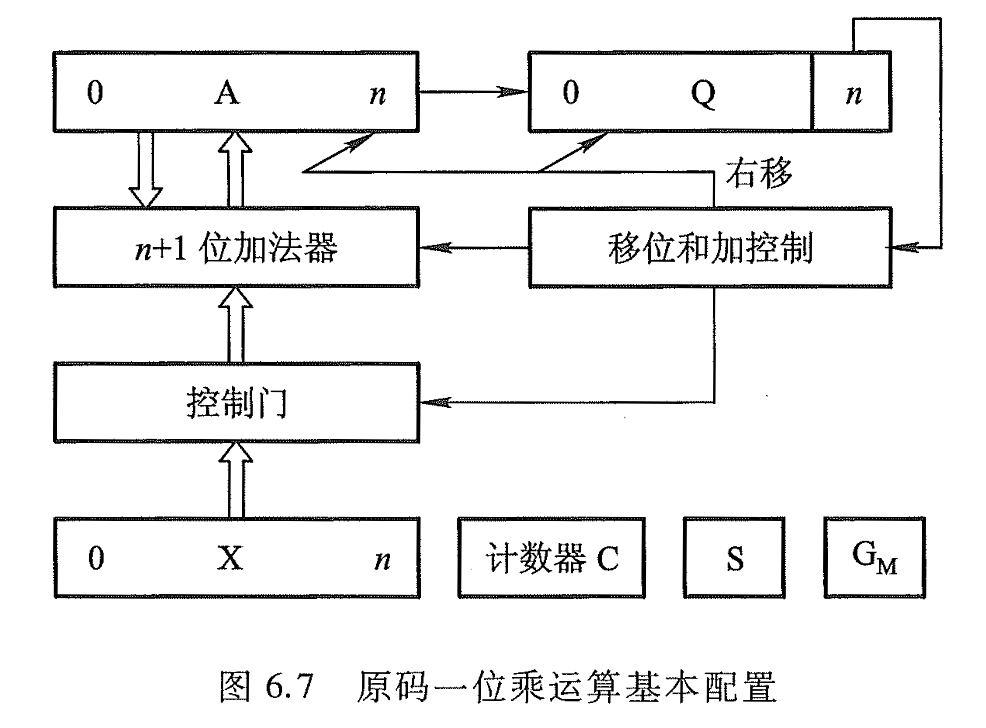 0 A n 0 Q n
右移
n+1 位加法器 移位和加控制
控制门
0 X n 计数器 C S G_M
图 6.7 原码一位乘运算基本配置